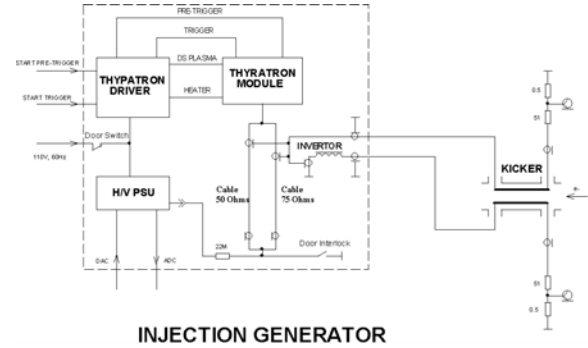 PRE-TRIGGER
TRIGGER
START PRE-TRIGGER
THYPATRON
DRIVER
DS PLASMA
THYRATRON
MODULE
START TRIGGER
HEATER
Door Switch
110V, 60Hz
INVERTOR
H/V PSU
Cable
50 Ohms
Cable
75 Ohms
KICKER
e-
0.5
51
22M
Door Interlock
DAC
ADC
51
0.5
INJECTION GENERATOR